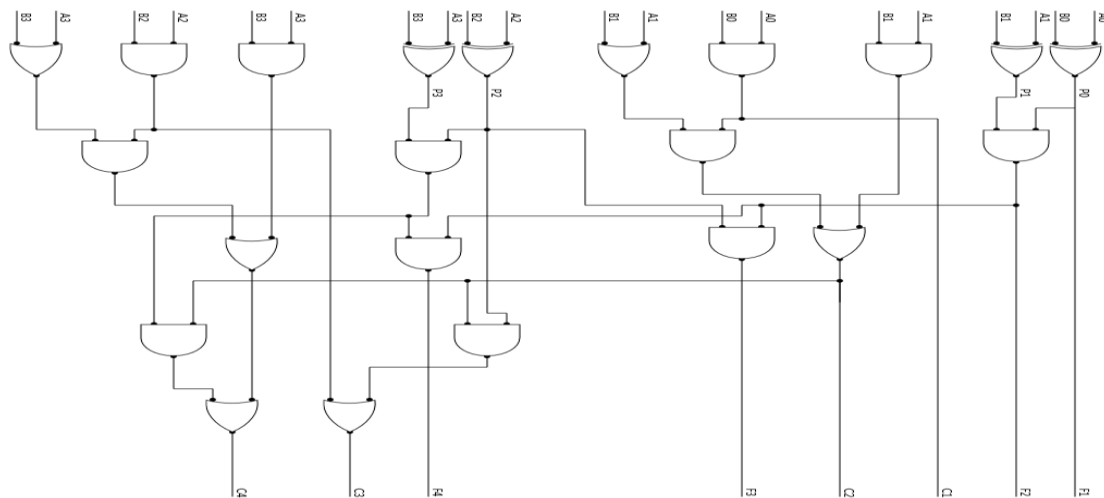 B3 A3 B2 A2 B3 A3 B3 A3 B2 A2 B1 A1 B0 A0 B1 A1 B1 A1 B0 A0
P3 P2 P1 P0
C4 C3 F4 F3 C2 C1 F2 F1